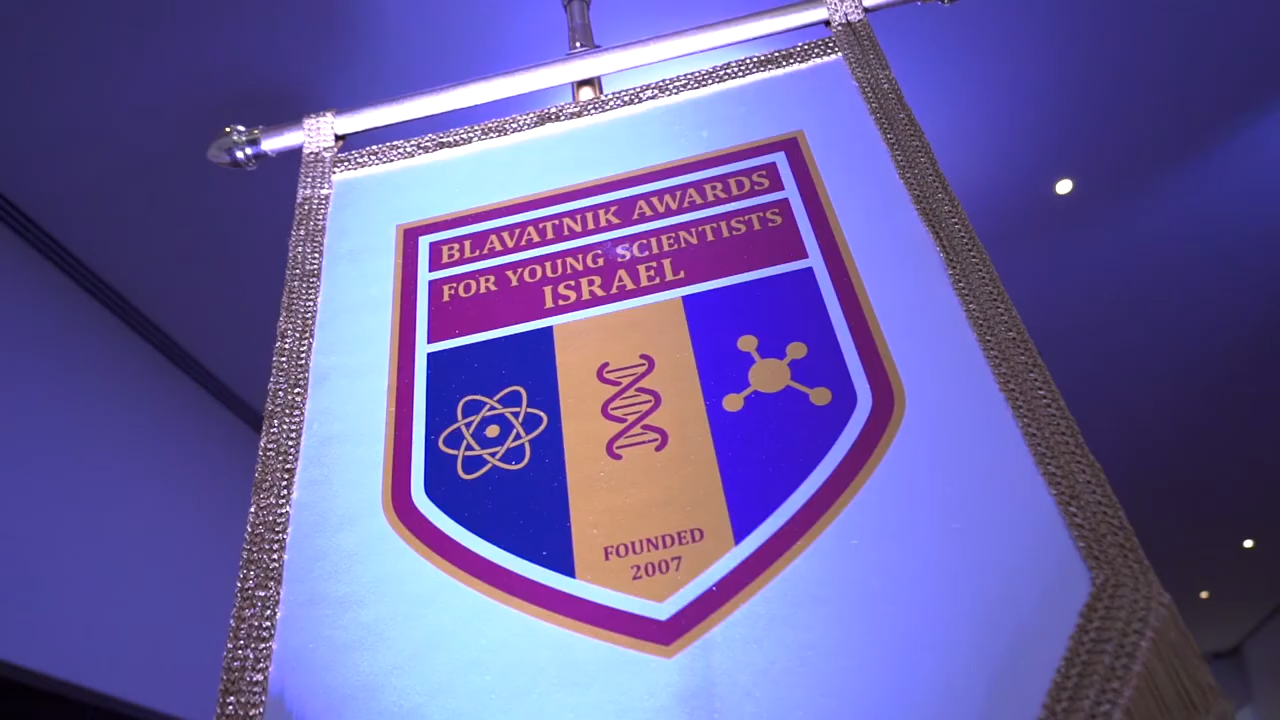 BLAVATNIK AWARDS
FOR YOUNG SCIENTISTS
ISRAEL
FOUNDED
2007